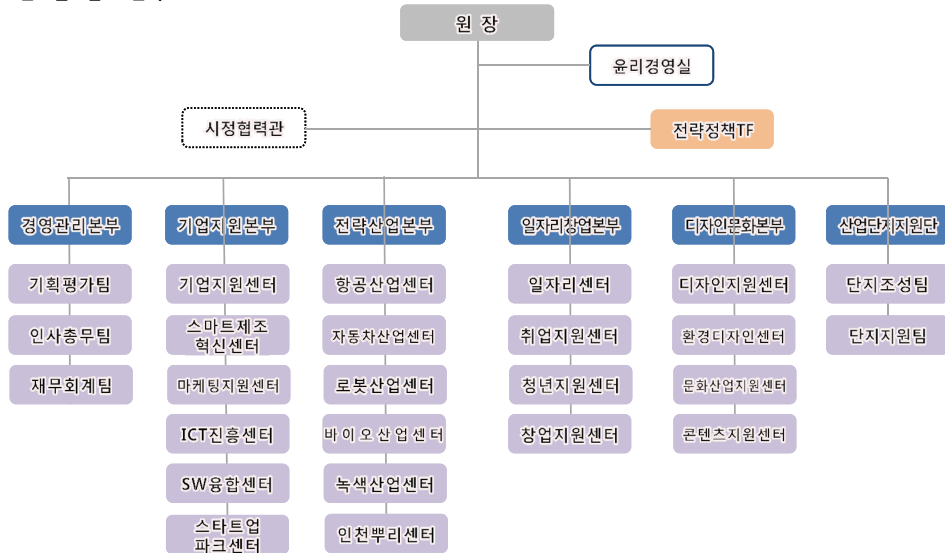 원 장
윤리경영실
시정협력관
전략정책TF
경영관리본부
기업지원본부
전략산업본부
일자리창업본부
디자인문화본부
산업단지지원단
기획평가팀
기업지원센터
항공산업센터
일자리센터
디자인지원센터
단지조성팀
인사총무팀
스마트제조
혁신센터
자동차산업센터
취업지원센터
환경디자인센터
단지지원팀
재무회계팀
마케팅지원센터
로봇산업센터
청년지원센터
문화산업지원센터
ICT진흥센터
바이오산업센터
창업지원센터
콘텐츠지원센터
SW융합센터
녹색산업센터
스타트업
파크센터
인천뿌리센터